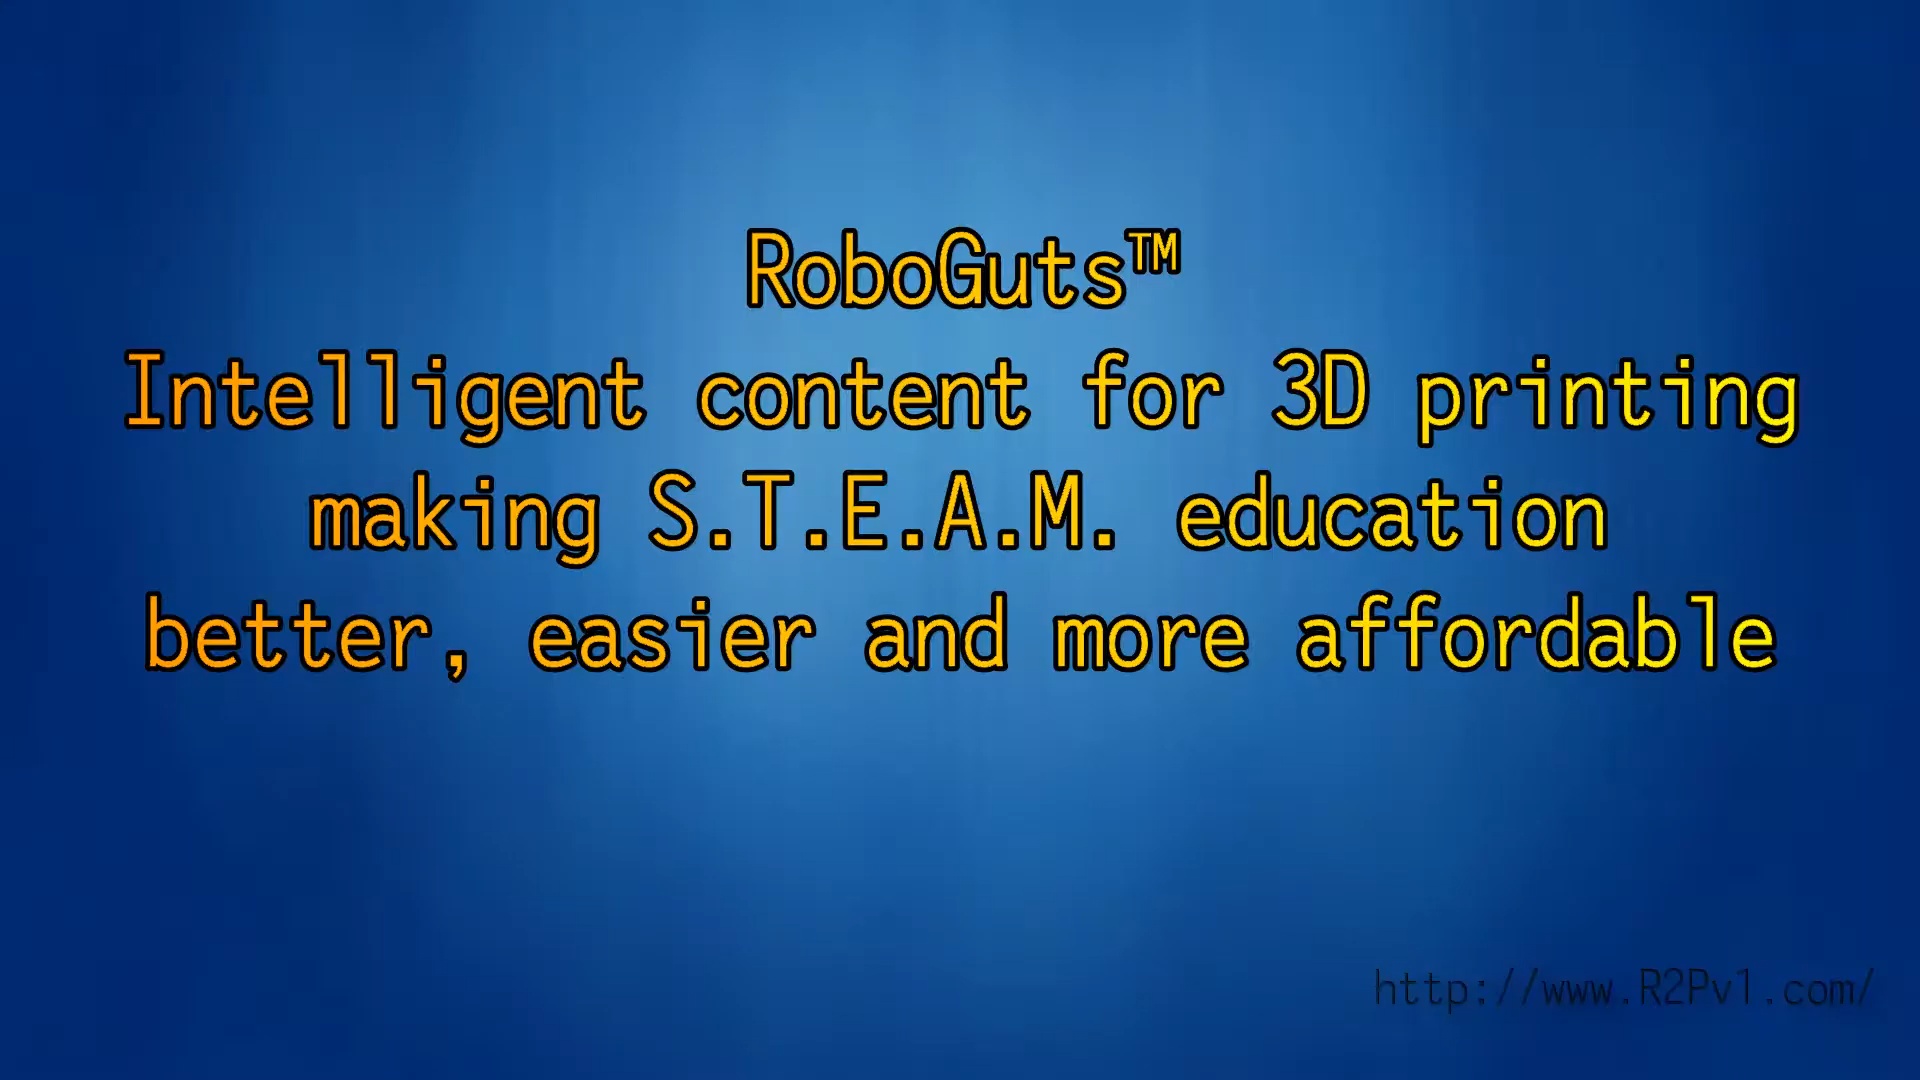 RoboGuts™
Intelligent content for 3D printing
making S.T.E.A.M. education
better, easier and more affordable
http://www.R2Pv1.com/